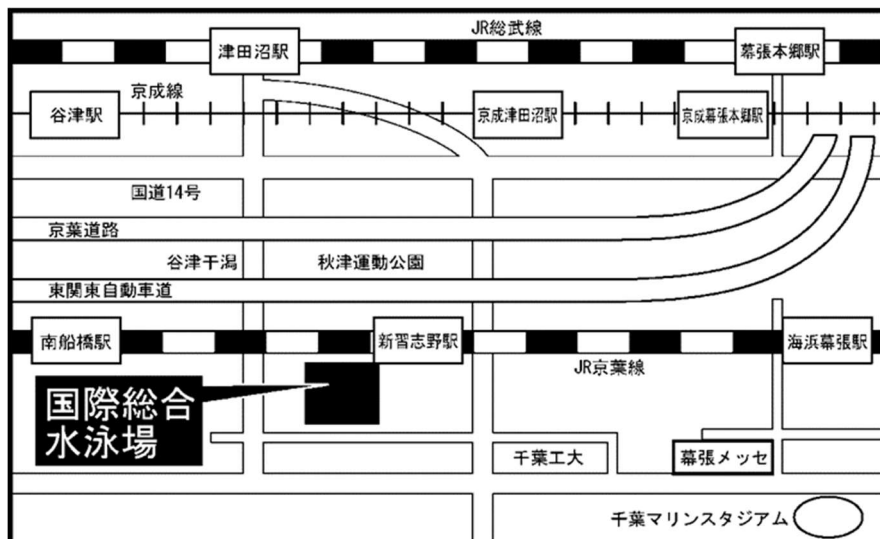 JR総武線
津田沼駅
幕張本郷駅
京成線
谷津駅
京成津田沼駅
京成幕張本郷駅
国道14号
京葉道路
谷津干潟
秋津運動公園
東関東自動車道
南船橋駅
新習志野駅
海浜幕張駅
JR京葉線
国際総合
水泳場
千葉工大
幕張メッセ
千葉マリンスタジアム